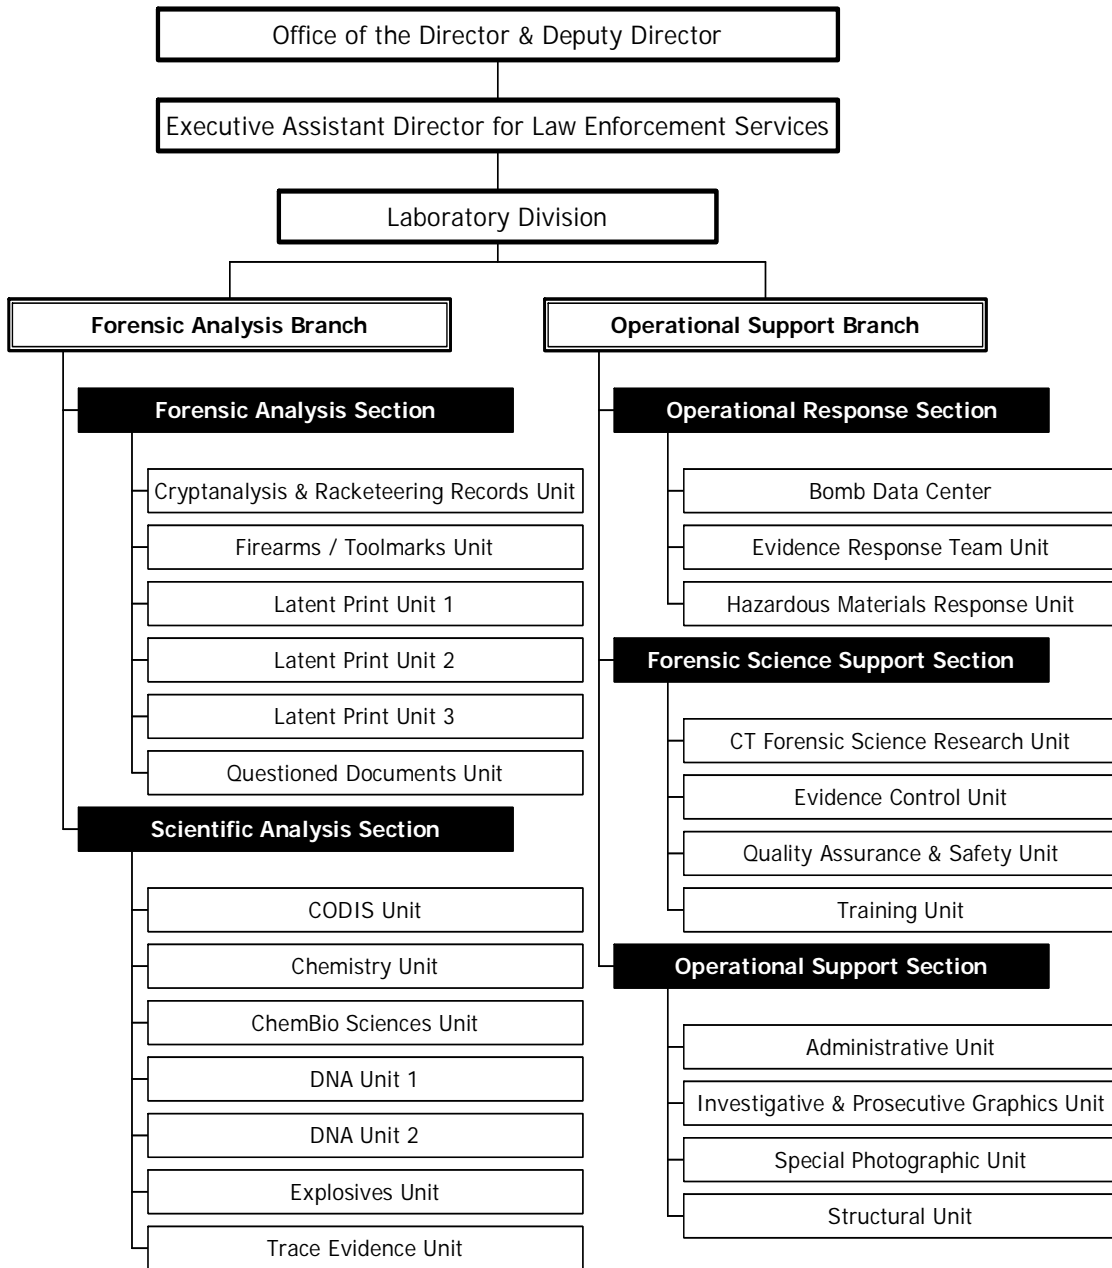 Office of the Director & Deputy Director
Executive Assistant Director for Law Enforcement Services
Laboratory Division
Forensic Analysis Branch
Forensic Analysis Section
Cryptanalysis & Racketeering Records Unit
Firearms / Toolmarks Unit
Latent Print Unit 1
Latent Print Unit 2
Latent Print Unit 3
Questioned Documents Unit
Scientific Analysis Section
CODIS Unit
Chemistry Unit
ChemBio Sciences Unit
DNA Unit 1
DNA Unit 2
Explosives Unit
Trace Evidence Unit
Operational Support Branch
Operational Response Section
Bomb Data Center
Evidence Response Team Unit
Hazardous Materials Response Unit
Forensic Science Support Section
CT Forensic Science Research Unit
Evidence Control Unit
Quality Assurance & Safety Unit
Training Unit
Operational Support Section
Administrative Unit
Investigative & Prosecutive Graphics Unit
Special Photographic Unit
Structural Unit